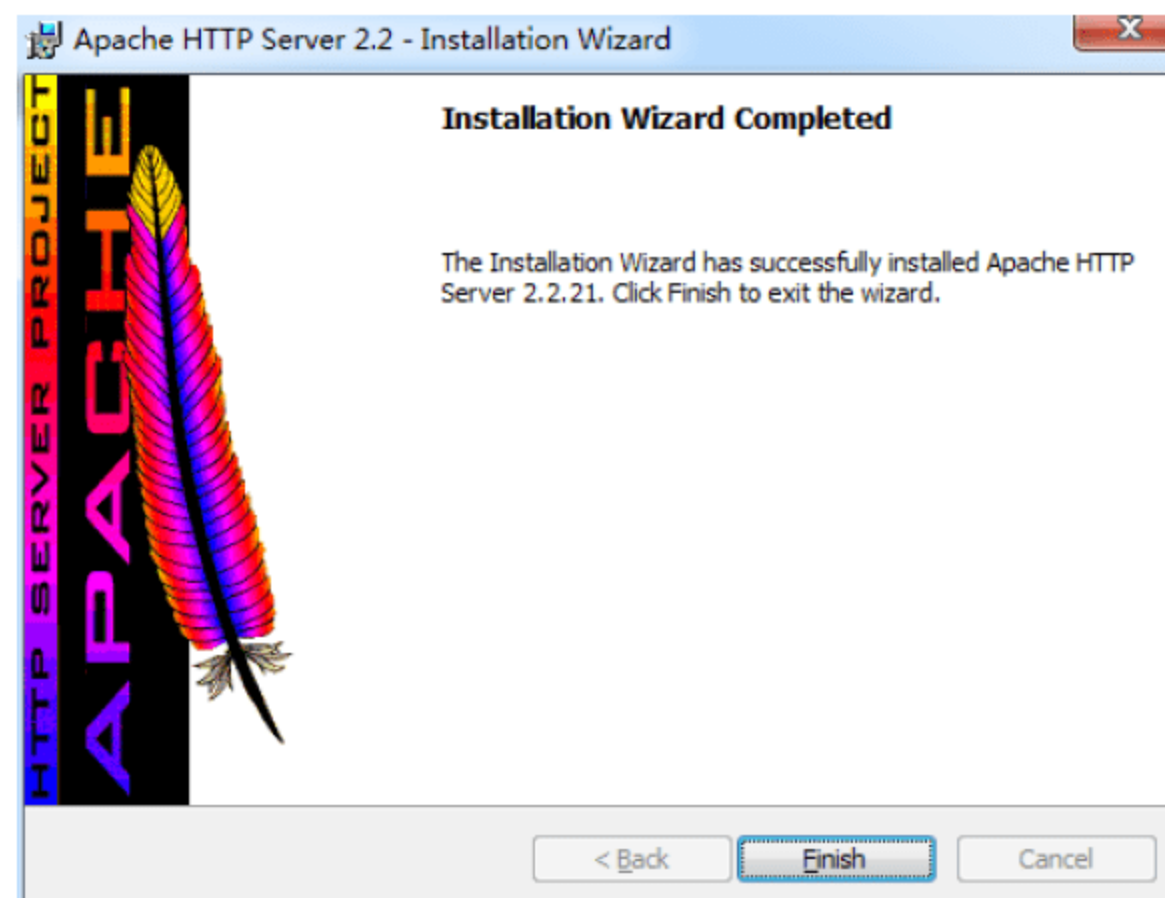 Apache HTTP Server 2.2 - Installation Wizard
HTTP SERVER PROJECT
APACHE
Installation Wizard Completed
The Installation Wizard has successfully installed Apache HTTP
Server 2.2.21. Click Finish to exit the wizard.
< Back
Finish
Cancel